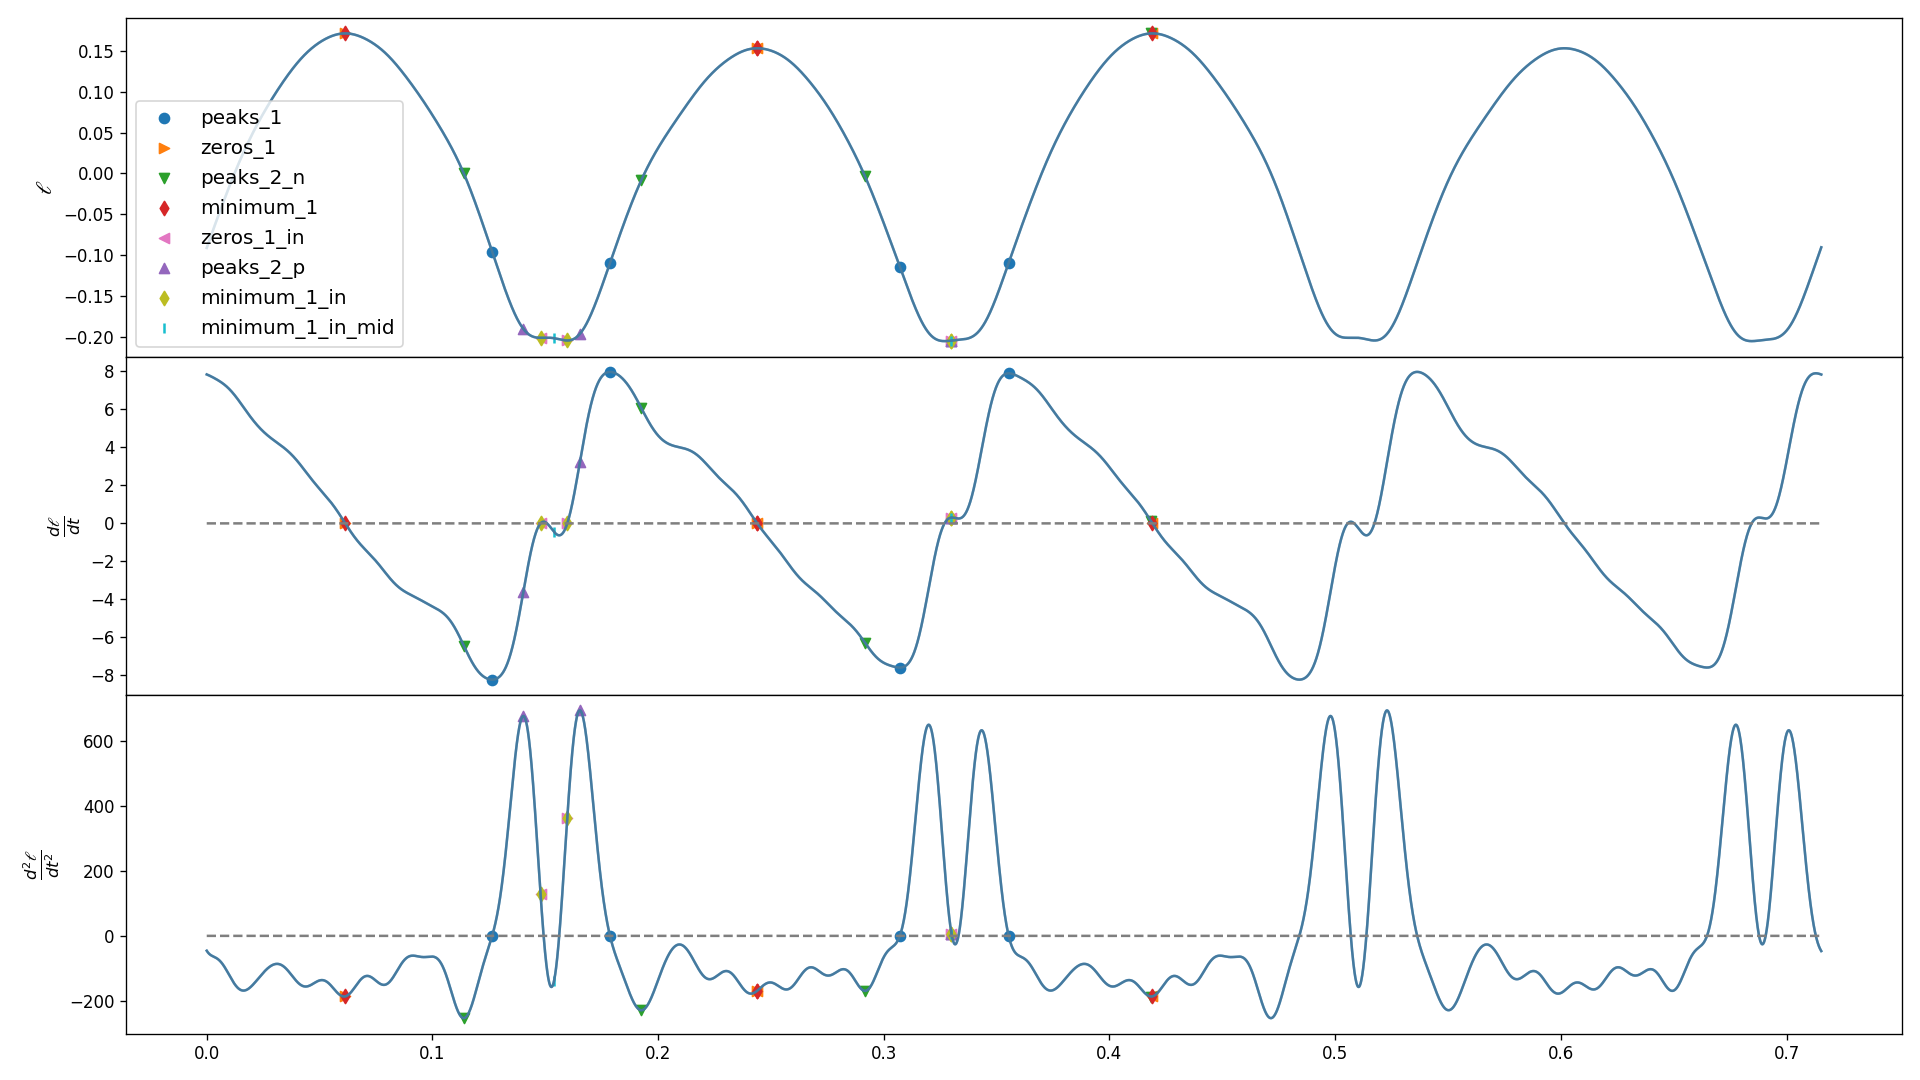 ℓ
0.15
0.10
0.05
0.00
−0.05
−0.10
−0.15
−0.20
peaks_1
zeros_1
peaks_2_n
minimum_1
zeros_1_in
peaks_2_p
minimum_1_in
minimum_1_in_mid
dℓ/dt
8
6
4
2
0
−2
−4
−6
−8
d²ℓ/dt²
600
400
200
0
−200
0.0 0.1 0.2 0.3 0.4 0.5 0.6 0.7